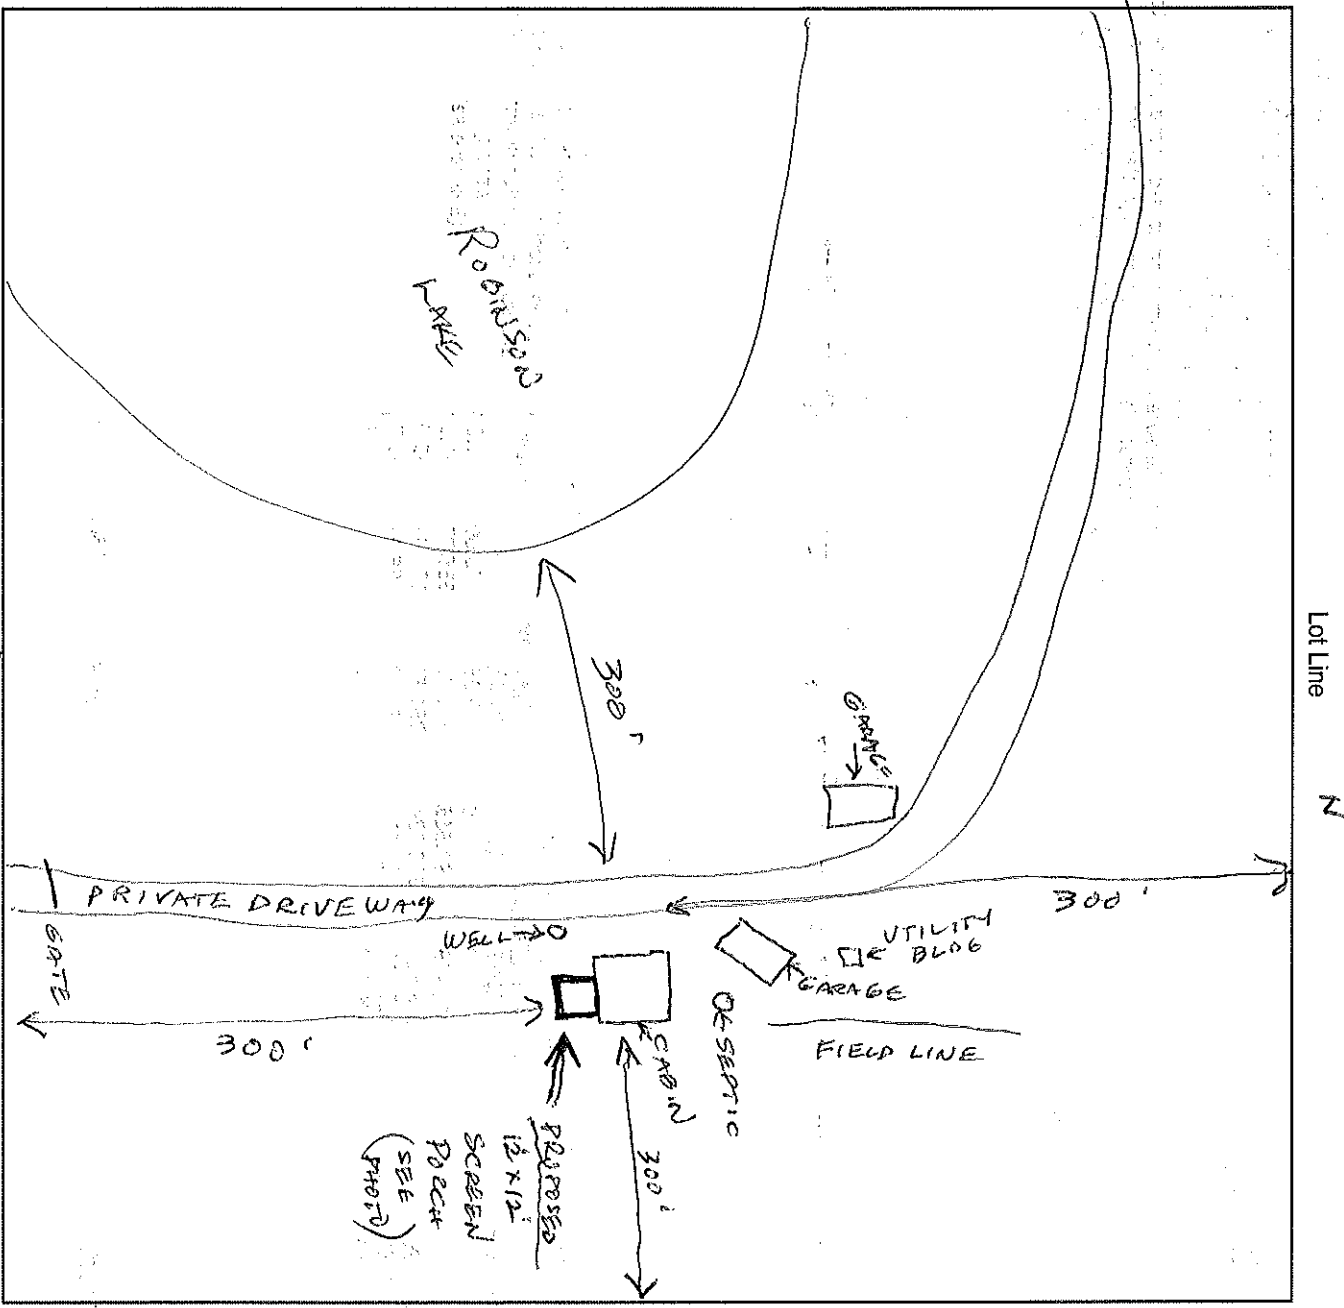 Lot Line
N
ROBINSON
LAKE
300'
GARAGE
300'
PRIVATE DRIVEWAY
WELL
UTILITY
BLDG
GARAGE
GATE
300'
CABIN
SEPTIC
FIELD LINE
PROPOSED
12'x12'
SCREEN
PORCH
(SEE
PHOTO)
300'